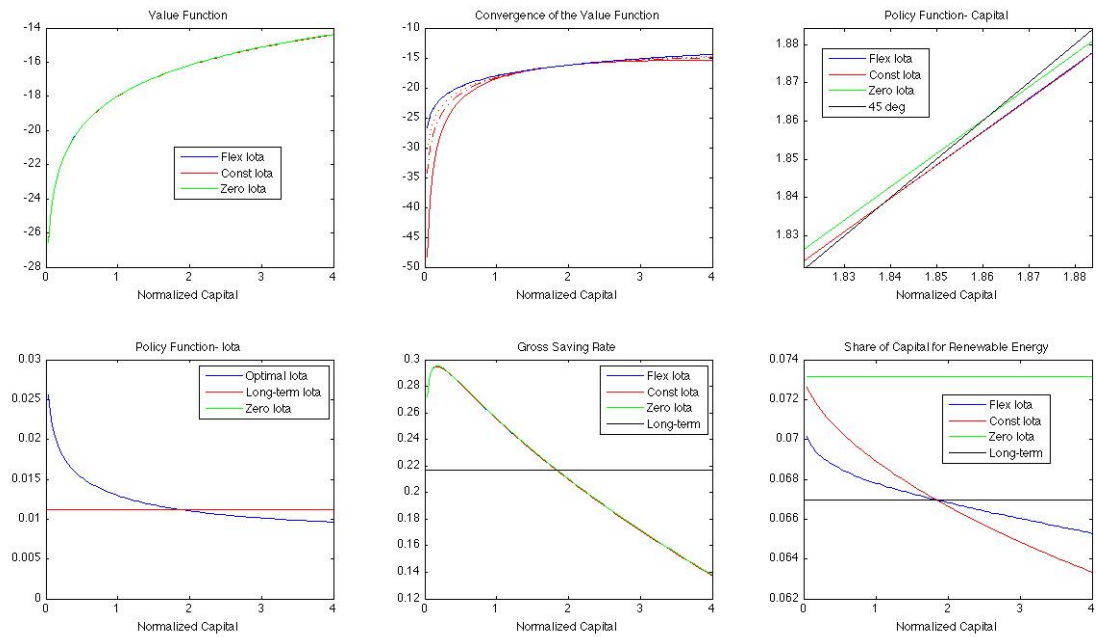 Value Function
-14
-16
-18
-20
-22
-24
-26
-28
Flex Iota
Const Iota
Zero Iota
0 1 2 3 4
Normalized Capital
Convergence of the Value Function
-10
-15
-20
-25
-30
-35
-40
-45
-50
0 1 2 3 4
Normalized Capital
Policy Function- Capital
1.88
1.87
1.86
1.85
1.84
1.83
Flex Iota
Const Iota
Zero Iota
45 deg
1.83 1.84 1.85 1.86 1.87 1.88
Normalized Capital
Policy Function- Iota
0.03
0.025
0.02
0.015
0.01
0.005
0
Optimal Iota
Long-term Iota
Zero Iota
0 1 2 3 4
Normalized Capital
Gross Saving Rate
0.3
0.28
0.26
0.24
0.22
0.2
0.18
0.16
0.14
0.12
Flex Iota
Const Iota
Zero Iota
Long-term
0 1 2 3 4
Normalized Capital
Share of Capital for Renewable Energy
0.074
0.072
0.07
0.068
0.066
0.064
0.062
Flex Iota
Const Iota
Zero Iota
Long-term
0 1 2 3 4
Normalized Capital